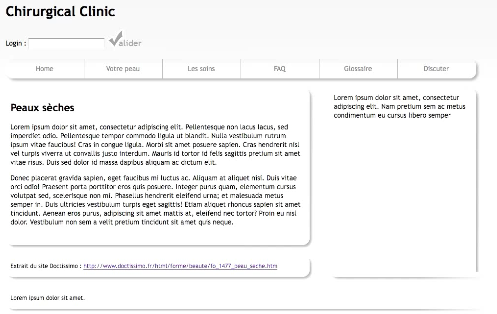 Chirurgical Clinic
Login :
Valider
Home Votre peau Les soins FAQ Glossaire Discuter
Peaux sèches
Lorem ipsum dolor sit amet, consectetur adipiscing elit. Pellentesque non lacus lacus, sed
imperdiet odio. Pellentesque tempor commodo ligula ut blandit. Nulla vestibulum rutrum
ipsum vitae faucibus! Cras in congue ligula. Morbi sit amet posuere sapien. Cras hendrerit nisi
vel turpis viverra ut convallis justo interdum. Mauris id tortor id felis sagittis pretium sit amet
vitae risus. Duis sed dolor id massa dapibus aliquam ac dictum elit.
Donec placerat gravida sapien, eget faucibus mi luctus ac. Aliquam at aliquet nisl. Duis vitae
orci odio! Praesent porta porttitor eros quis posuere. Integer purus quam, elementum cursus
volutpat sed, scelerisque non mi. Phasellus hendrerit eleifend urna; et malesuada metus
semper in. Duis ultricies vestibulum turpis eget sagittis! Etiam aliquet rhoncus sapien sit amet
tincidunt. Aenean eros purus, adipiscing sit amet mattis at, eleifend nec tortor? Proin eu nisl
dolor. Vestibulum non sem a velit pretium tincidunt sit amet quis neque.
Lorem ipsum dolor sit amet, consectetur
adipiscing elit. Nam pretium sem ac metus
condimentum eu cursus libero semper
Extrait du site Doctissimo : http://www.doctissimo.fr/html/forme/beaute/fo_1477_peau_seche.htm
Lorem ipsum dolor sit amet.